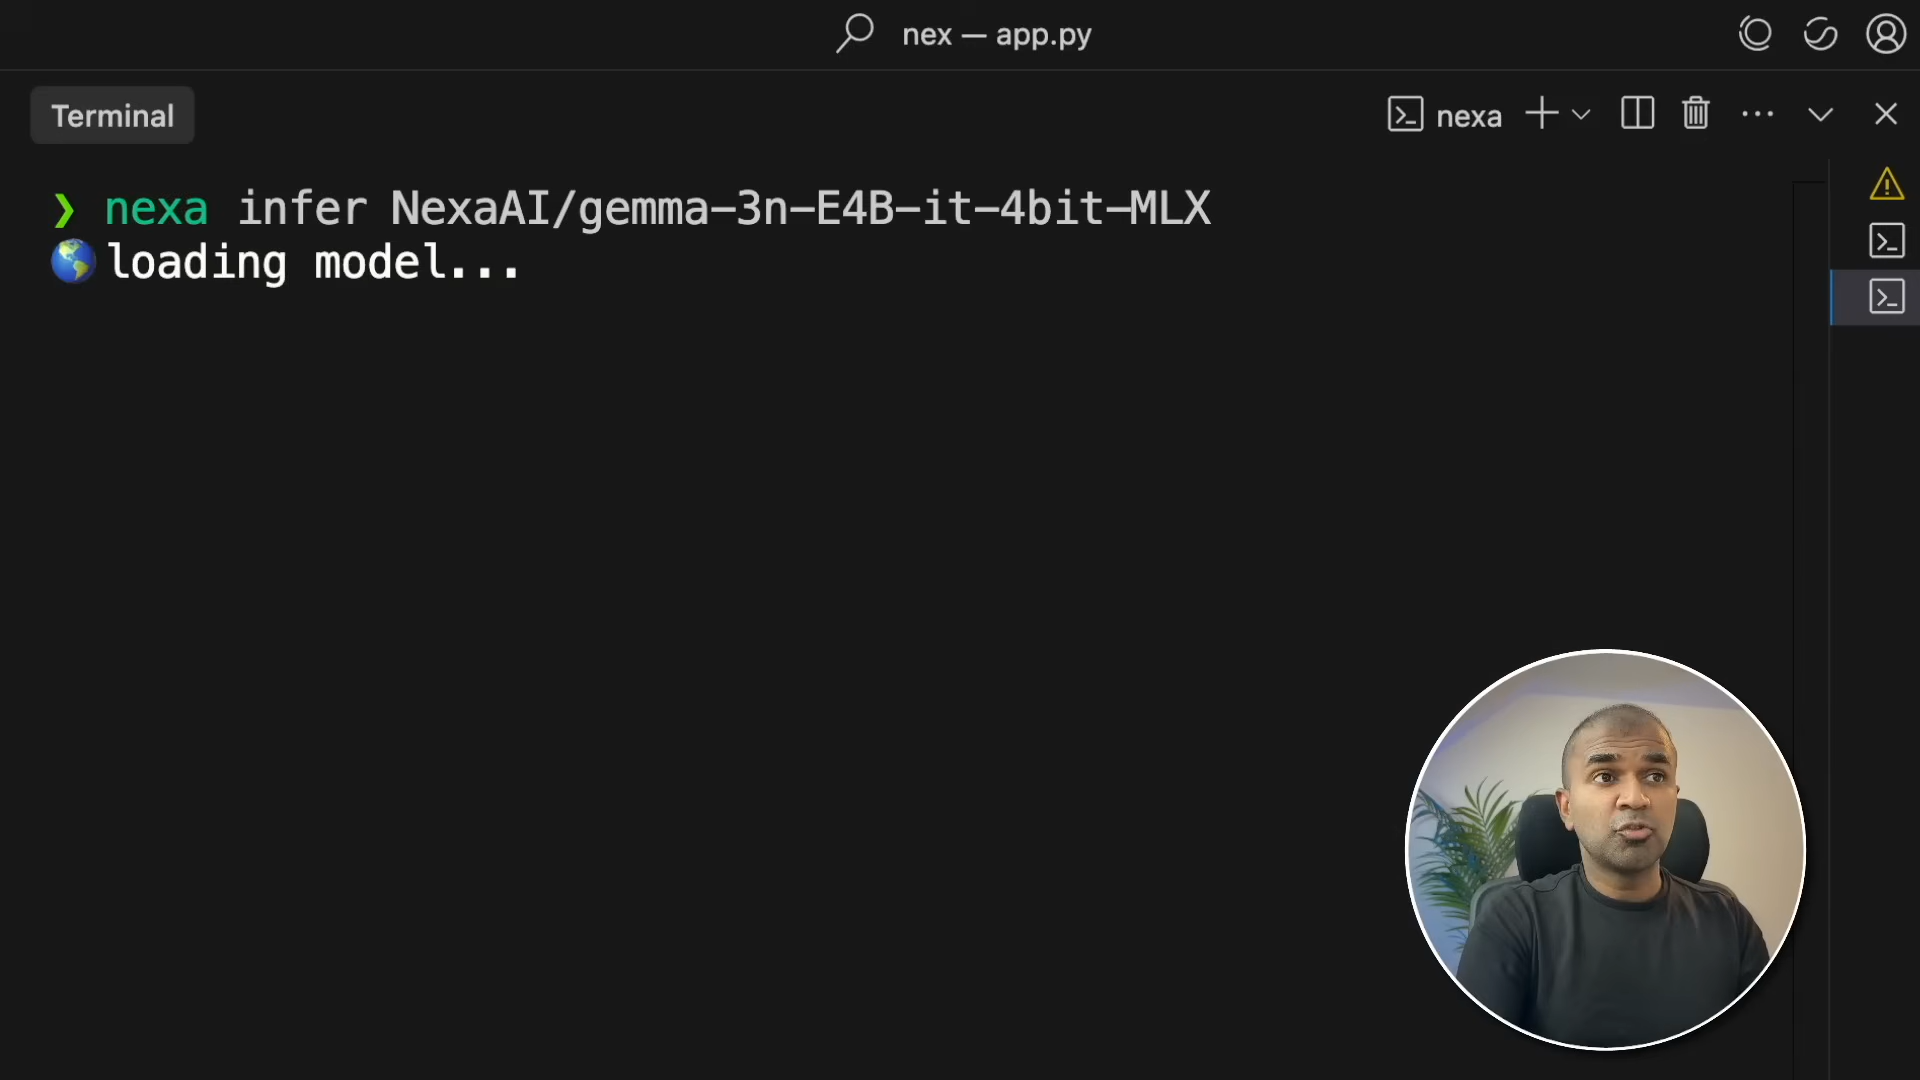 nex — app.py
Terminal
nexa
❯ nexa infer NexaAI/gemma-3n-E4B-it-4bit-MLX
🌎 loading model...